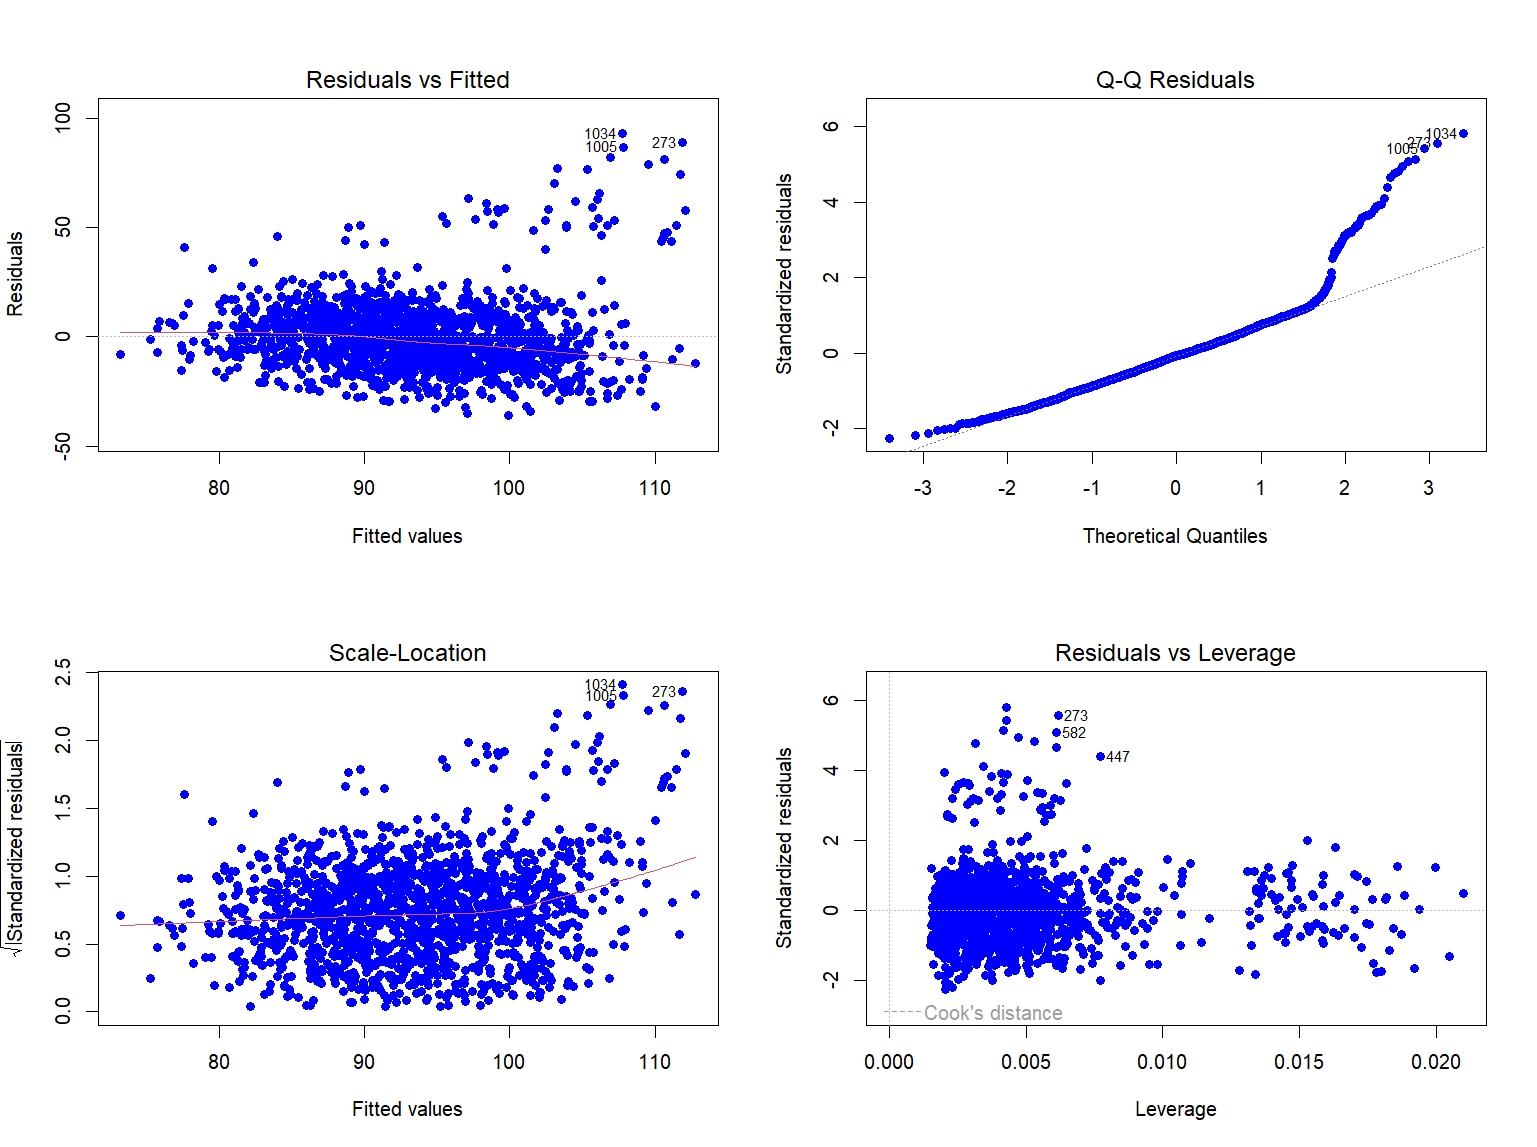 Residuals vs Fitted
Residuals
100
50
0
-50
1034
1005
273
80 90 100 110
Fitted values
Q-Q Residuals
Standardized residuals
6
4
2
0
-2
1034
273
1005
-3 -2 -1 0 1 2 3
Theoretical Quantiles
Scale-Location
√|Standardized residuals|
2.5
2.0
1.5
1.0
0.5
0.0
1034
1005
273
80 90 100 110
Fitted values
Residuals vs Leverage
Standardized residuals
6
4
2
0
-2
273
582
447
Cook's distance
0.000 0.005 0.010 0.015 0.020
Leverage